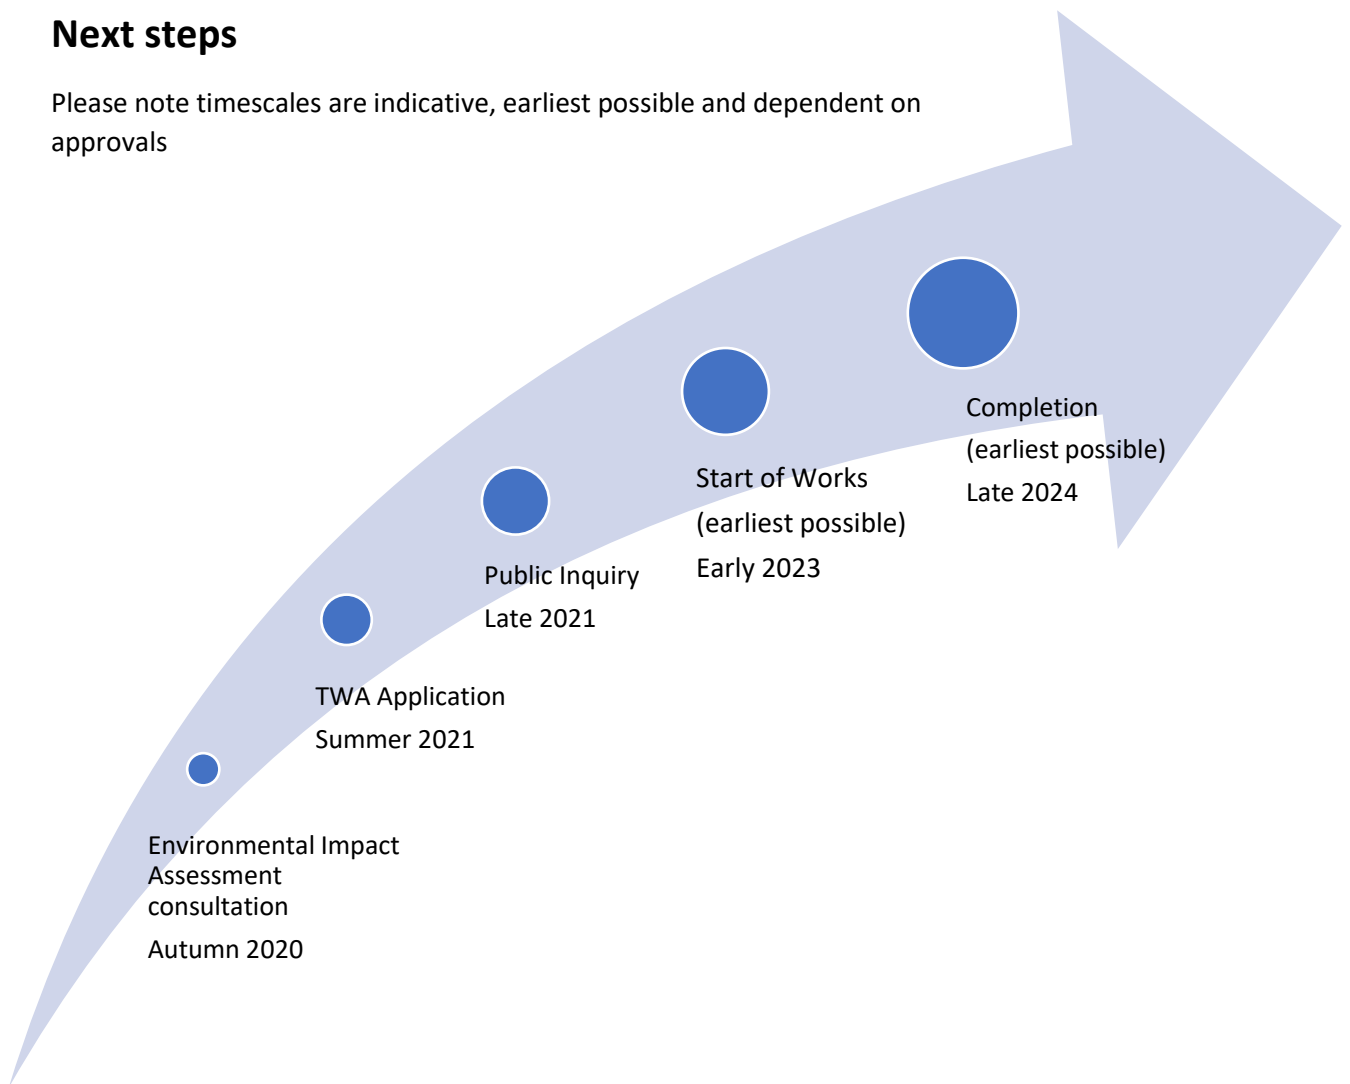 Next steps
Please note timescales are indicative, earliest possible and dependent on
approvals
Completion
(earliest possible)
Late 2024
Start of Works
(earliest possible)
Early 2023
Public Inquiry
Late 2021
TWA Application
Summer 2021
Environmental Impact
Assessment
consultation
Autumn 2020